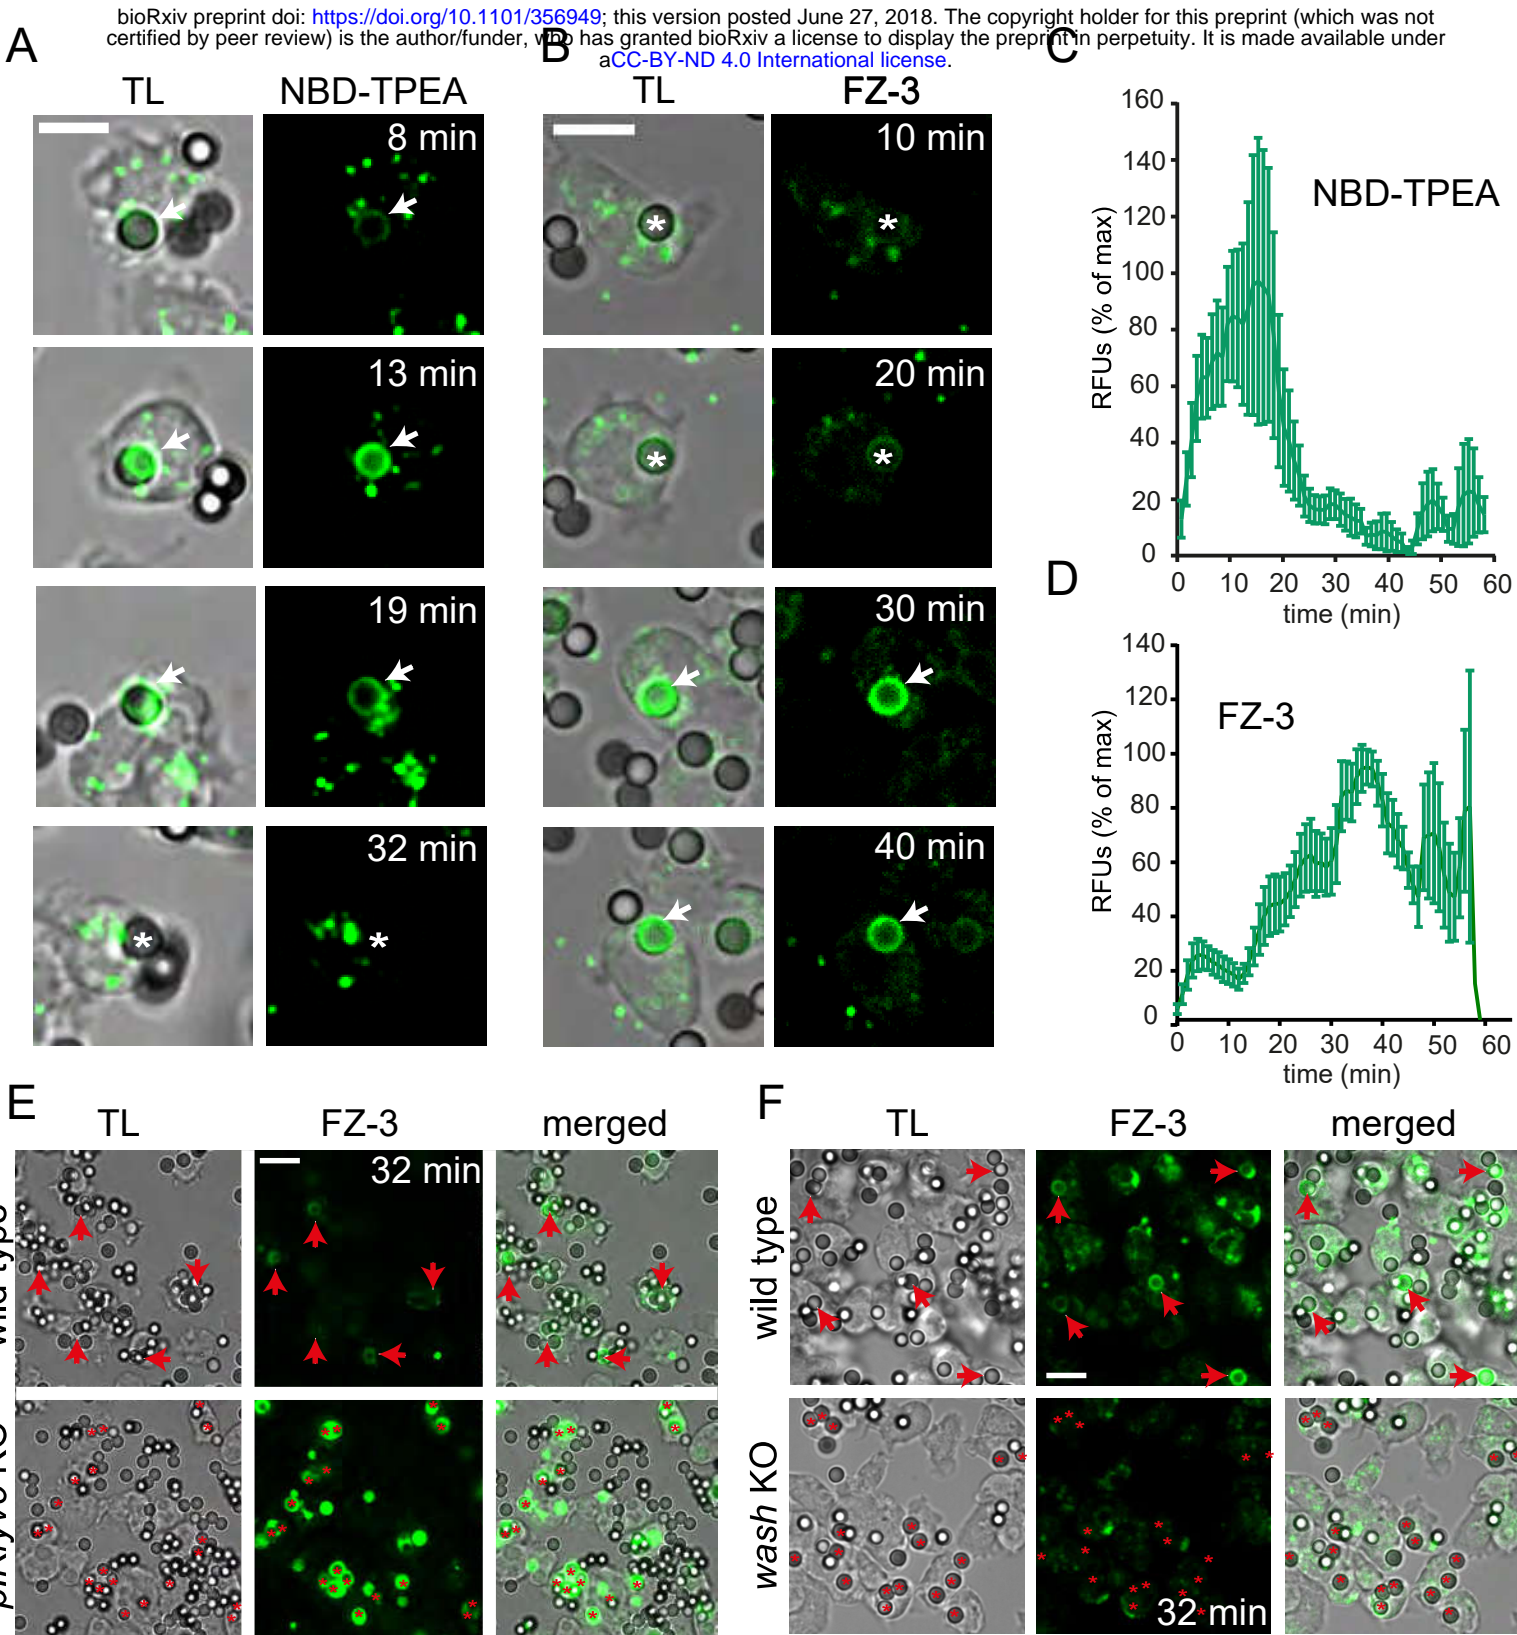 bioRxiv preprint doi: https://doi.org/10.1101/356949; this version posted June 27, 2018. The copyright holder for this preprint (which was not
certified by peer review) is the author/funder, who has granted bioRxiv a license to display the preprint in perpetuity. It is made available under
aCC-BY-ND 4.0 International license.
A
B
C
TL
NBD-TPEA
TL
FZ-3
8 min
10 min
13 min
20 min
19 min
30 min
32 min
40 min
160
140
120
100
80
60
40
20
0
RFUs (% of max)
NBD-TPEA
0 10 20 30 40 50 60
time (min)
D
140
120
100
80
60
40
20
0
RFUs (% of max)
FZ-3
0 10 20 30 40 50 60
time (min)
E
TL
FZ-3
merged
32 min
wild type
KO
F
TL
FZ-3
merged
wild type
wash KO
32 min